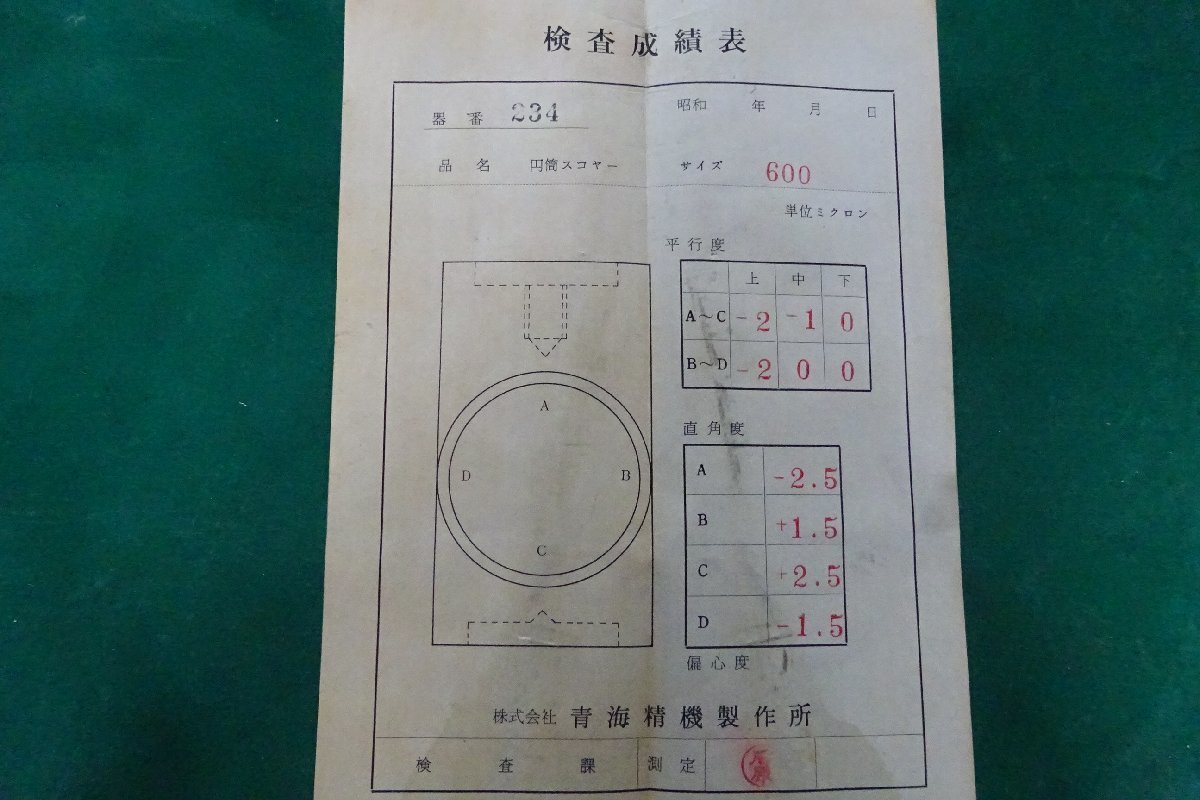 検査成績表
器番 234
昭和 年 月 日
品名 円筒スコヤー
サイズ 600
単位ミクロン
平行度
上 中 下
A～C -2 -1 0
B～D -2 0 0
A
D B
C
直角度
A -2.5
B +1.5
C +2.5
D -1.5
偏心度
株式会社 青海精機製作所
検査課 測定